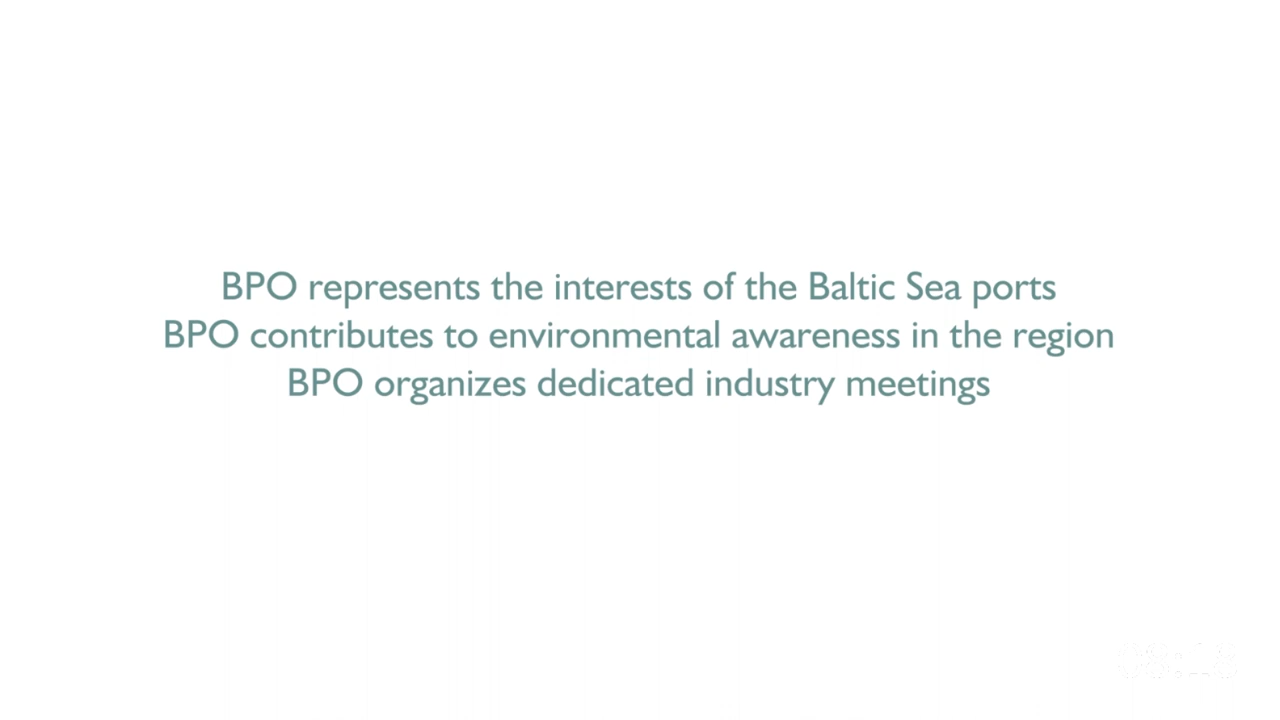 BPO represents the interests of the Baltic Sea ports
BPO contributes to environmental awareness in the region
BPO organizes dedicated industry meetings